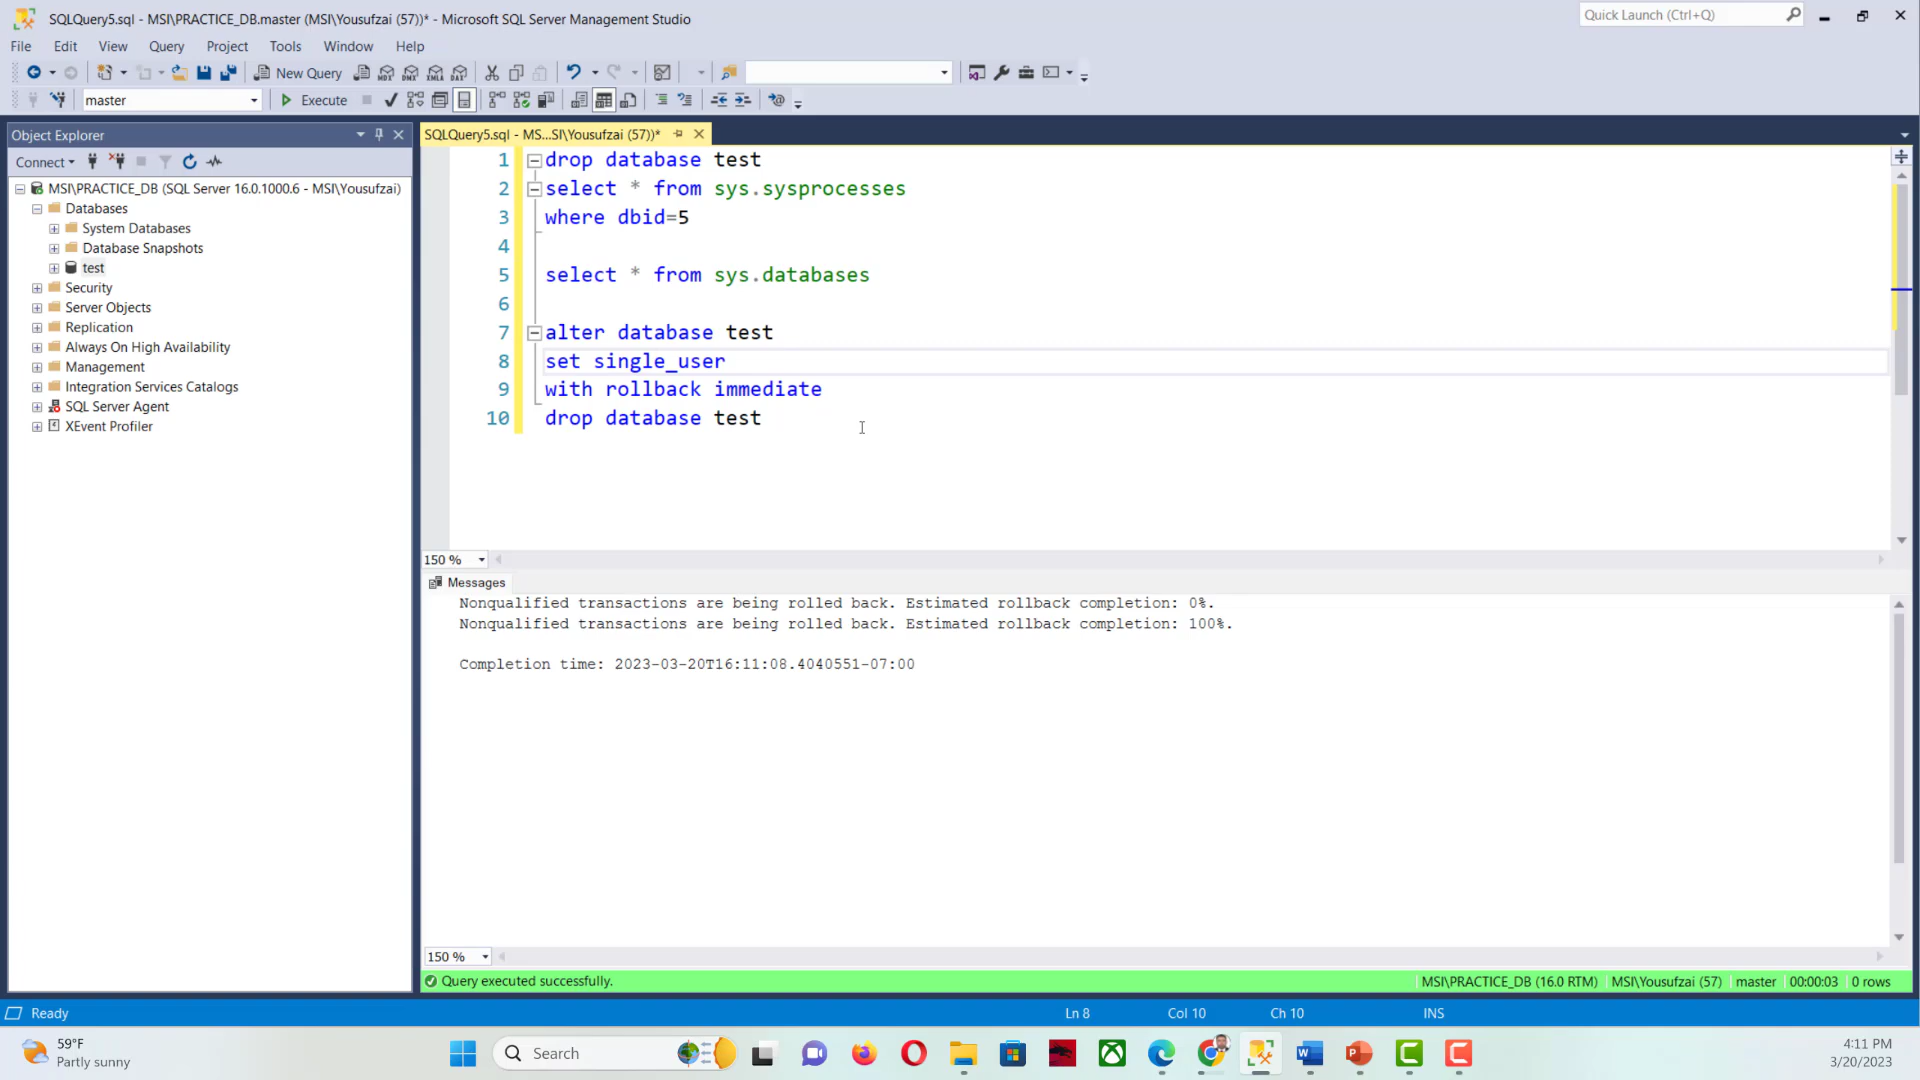 SQLQuery5.sql - MSI\PRACTICE_DB.master (MSI\Yousufzai (57))* - Microsoft SQL Server Management Studio
Quick Launch (Ctrl+Q)
File Edit View Query Project Tools Window Help
New Query
MDX DMX XMLA DAX
master
Execute
Object Explorer
SQLQuery5.sql - MS...SI\Yousufzai (57))*
Connect
MSI\PRACTICE_DB (SQL Server 16.0.1000.6 - MSI\Yousufzai)
Databases
System Databases
Database Snapshots
test
Security
Server Objects
Replication
Always On High Availability
Management
Integration Services Catalogs
SQL Server Agent
XEvent Profiler
1 drop database test
2 select * from sys.sysprocesses
3 where dbid=5
4
5 select * from sys.databases
6
7 alter database test
8 set single_user
9 with rollback immediate
10 drop database test
150 %
Messages
Nonqualified transactions are being rolled back. Estimated rollback completion: 0%.
Nonqualified transactions are being rolled back. Estimated rollback completion: 100%.
Completion time: 2023-03-20T16:11:08.4040551-07:00
150 %
Query executed successfully.
MSI\PRACTICE_DB (16.0 RTM) MSI\Yousufzai (57) master 00:00:03 0 rows
Ready
Ln 8 Col 10 Ch 10 INS
59°F
Partly sunny
Search
4:11 PM
3/20/2023